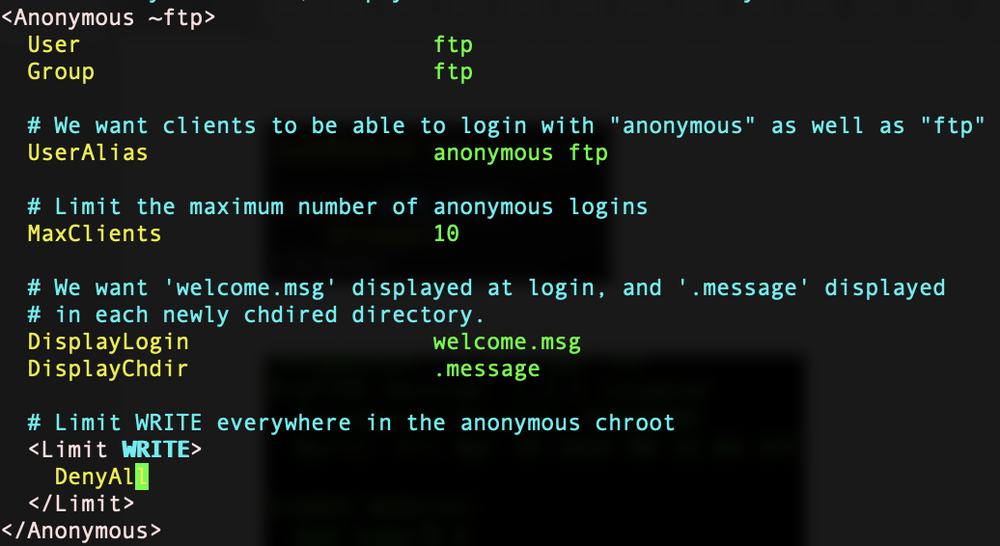 <Anonymous ~ftp>
User ftp
Group ftp
# We want clients to be able to login with "anonymous" as well as "ftp"
UserAlias anonymous ftp
# Limit the maximum number of anonymous logins
MaxClients 10
# We want 'welcome.msg' displayed at login, and '.message' displayed
# in each newly chdired directory.
DisplayLogin welcome.msg
DisplayChdir .message
# Limit WRITE everywhere in the anonymous chroot
<Limit WRITE>
DenyAll
</Limit>
</Anonymous>